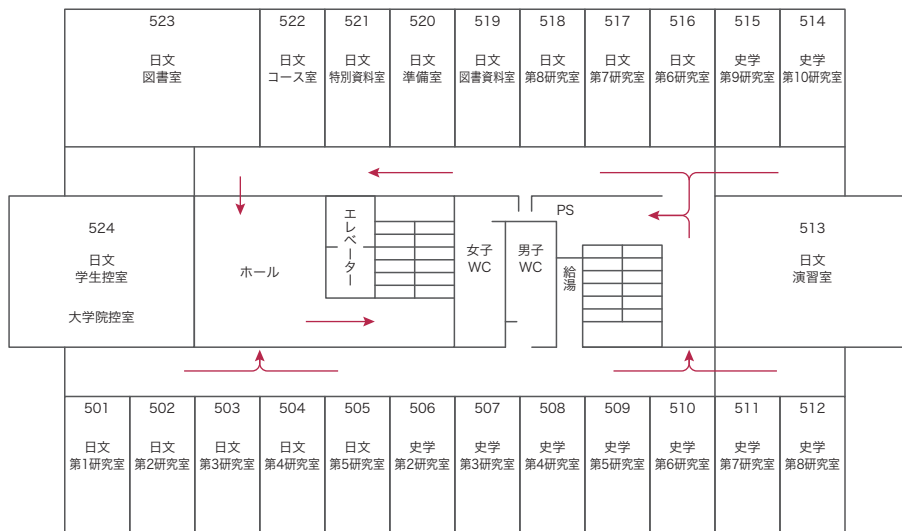 523
日文
図書室
522
日文
コース室
521
日文
特別資料室
520
日文
準備室
519
日文
図書資料室
518
日文
第8研究室
517
日文
第7研究室
516
日文
第6研究室
515
史学
第9研究室
514
史学
第10研究室
524
日文
学生控室
大学院控室
ホール
エレベーター
女子
WC
男子
WC
PS
給湯
513
日文
演習室
501
日文
第1研究室
502
日文
第2研究室
503
日文
第3研究室
504
日文
第4研究室
505
日文
第5研究室
506
史学
第2研究室
507
史学
第3研究室
508
史学
第4研究室
509
史学
第5研究室
510
史学
第6研究室
511
史学
第7研究室
512
史学
第8研究室